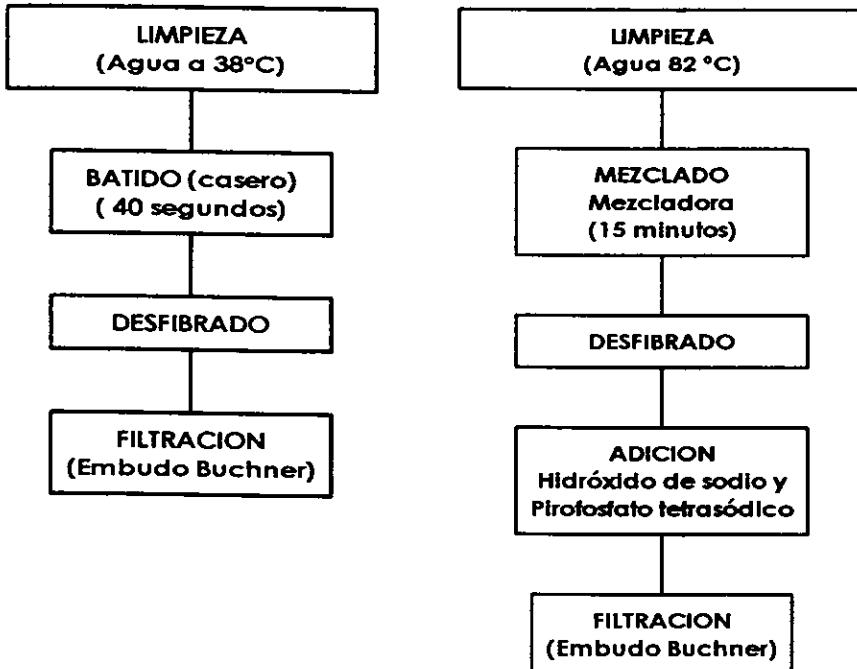 LIMPIEZA
(Agua a 38°C)
BATIDO (casero)
( 40 segundos)
DESFIBRADO
FILTRACION
(Embudo Buchner)
LIMPIEZA
(Agua 82 °C)
MEZCLADO
Mezcladora
(15 minutos)
DESFIBRADO
ADICION
Hidróxido de sodio y
Pirofosfato tetrasódico
FILTRACION
(Embudo Buchner)